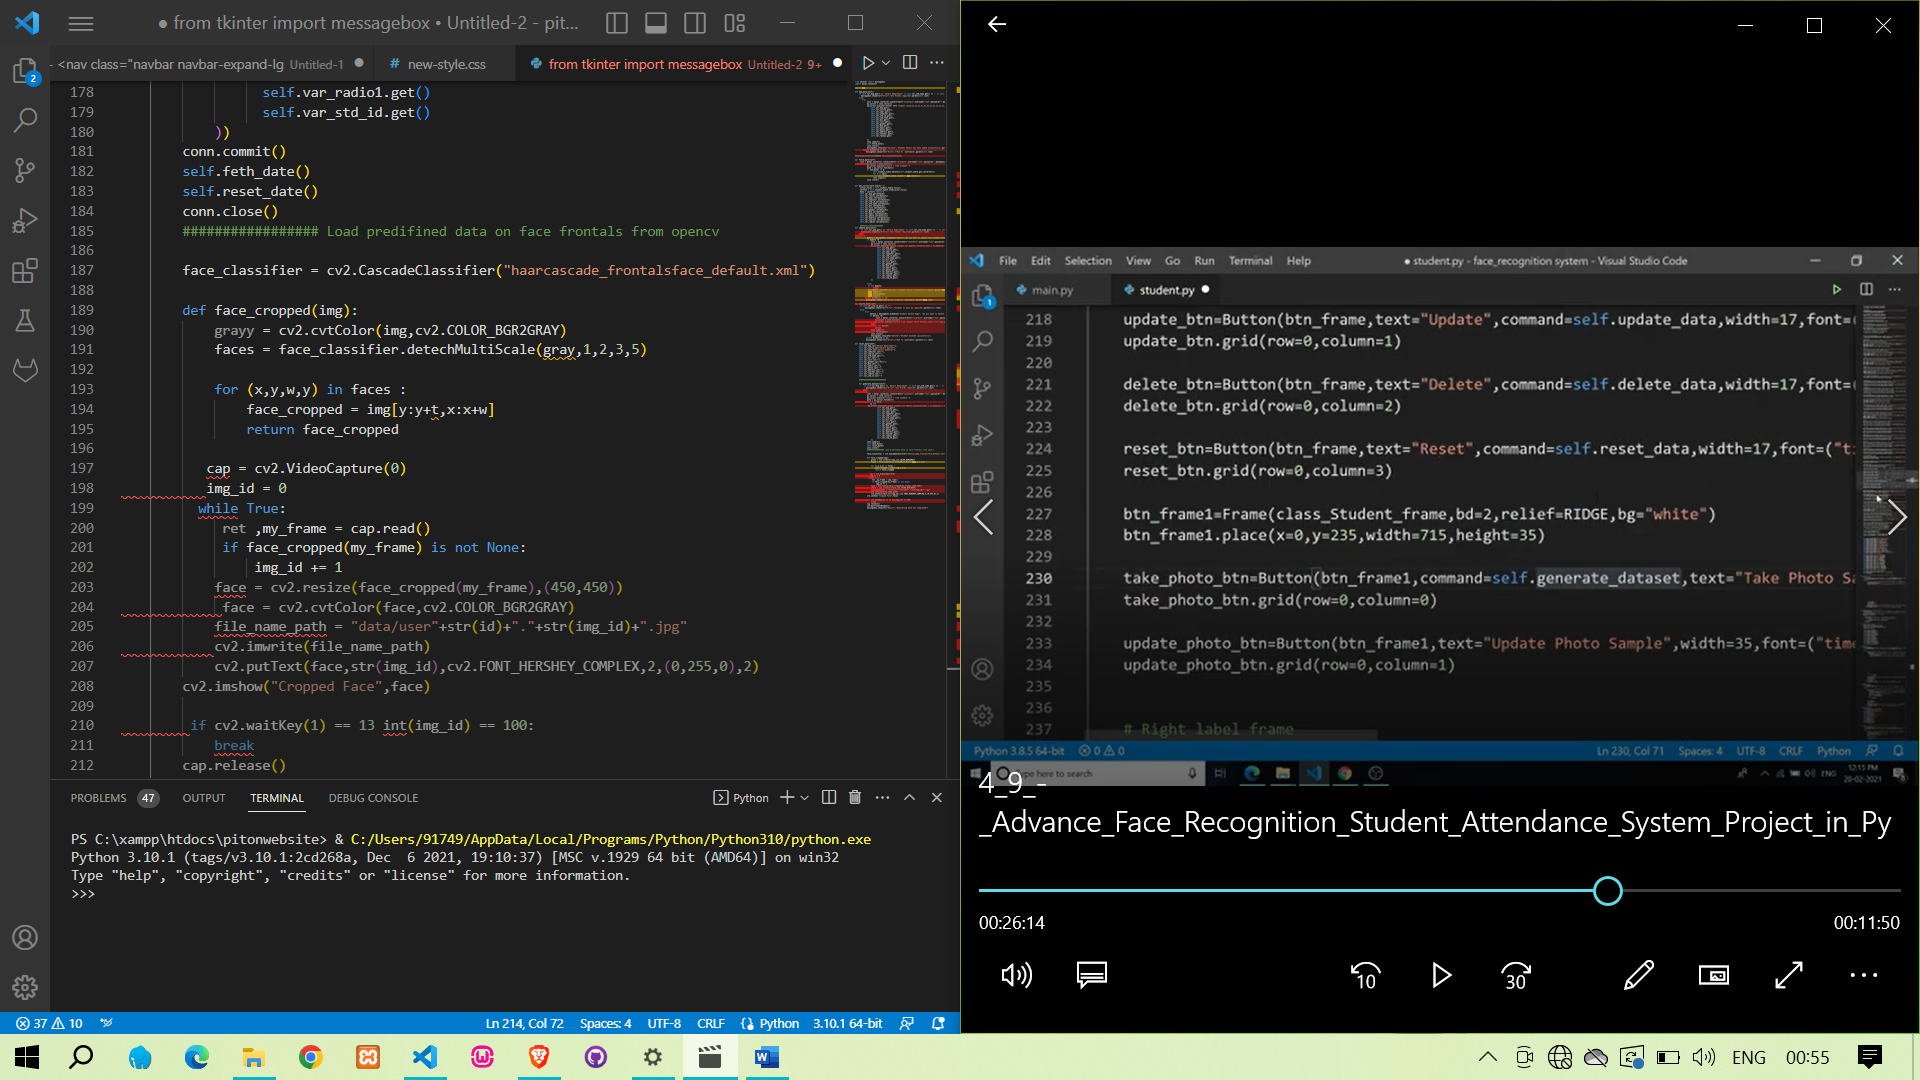 from tkinter import messagebox • Untitled-2 - pit...
<nav class="navbar navbar-expand-lg Untitled-1
# new-style.css
from tkinter import messagebox Untitled-2 9+
2
178 self.var_radio1.get()
179 self.var_std_id.get()
180 ))
181 conn.commit()
182 self.feth_date()
183 self.reset_date()
184 conn.close()
185 ################# Load predifined data on face frontals from opencv
186
187 face_classifier = cv2.CascadeClassifier("haarcascade_frontalsface_default.xml")
188
189 def face_cropped(img):
190 grayy = cv2.cvtColor(img,cv2.COLOR_BGR2GRAY)
191 faces = face_classifier.detechMultiScale(gray,1,2,3,5)
192
193 for (x,y,w,y) in faces :
194 face_cropped = img[y:y+t,x:x+w]
195 return face_cropped
196
197 cap = cv2.VideoCapture(0)
198 img_id = 0
199 while True:
200 ret ,my_frame = cap.read()
201 if face_cropped(my_frame) is not None:
202 img_id += 1
203 face = cv2.resize(face_cropped(my_frame),(450,450))
204 face = cv2.cvtColor(face,cv2.COLOR_BGR2GRAY)
205 file_name_path = "data/user"+str(id)+"."+str(img_id)+".jpg"
206 cv2.imwrite(file_name_path)
207 cv2.putText(face,str(img_id),cv2.FONT_HERSHEY_COMPLEX,2,(0,255,0),2)
208 cv2.imshow("Cropped Face",face)
209
210 if cv2.waitKey(1) == 13 int(img_id) == 100:
211 break
212 cap.release()
PROBLEMS 47 OUTPUT TERMINAL DEBUG CONSOLE Python
PS C:\xampp\htdocs\pitonwebsite> & C:/Users/91749/AppData/Local/Programs/Python/Python310/python.exe
Python 3.10.1 (tags/v3.10.1:2cd268a, Dec  6 2021, 19:10:37) [MSC v.1929 64 bit (AMD64)] on win32
Type "help", "copyright", "credits" or "license" for more information.
>>>
37 10 Ln 214, Col 72 Spaces: 4 UTF-8 CRLF Python 3.10.1 64-bit
File Edit Selection View Go Run Terminal Help • student.py - face_recognition system - Visual Studio Code
main.py student.py
1
218 update_btn=Button(btn_frame,text="Update",command=self.update_data,width=17,font=(
219 update_btn.grid(row=0,column=1)
220
221 delete_btn=Button(btn_frame,text="Delete",command=self.delete_data,width=17,font=(
222 delete_btn.grid(row=0,column=2)
223
224 reset_btn=Button(btn_frame,text="Reset",command=self.reset_data,width=17,font=("ti
225 reset_btn.grid(row=0,column=3)
226
227 btn_frame1=Frame(class_Student_frame,bd=2,relief=RIDGE,bg="white")
228 btn_frame1.place(x=0,y=235,width=715,height=35)
229
230 take_photo_btn=Button(btn_frame1,command=self.generate_dataset,text="Take Photo Sa
231 take_photo_btn.grid(row=0,column=0)
232
233 update_photo_btn=Button(btn_frame1,text="Update Photo Sample",width=35,font=("time
234 update_photo_btn.grid(row=0,column=1)
235
236
237 # Right label frame
Python 3.8.5 64-bit 0 0 Ln 230, Col 71 Spaces: 4 UTF-8 CRLF Python
here to search ENG 12:15 PM
20-02-2021
4_9_-
_Advance_Face_Recognition_Student_Attendance_System_Project_in_Py
00:26:14 00:11:50
10 30
ENG 00:55